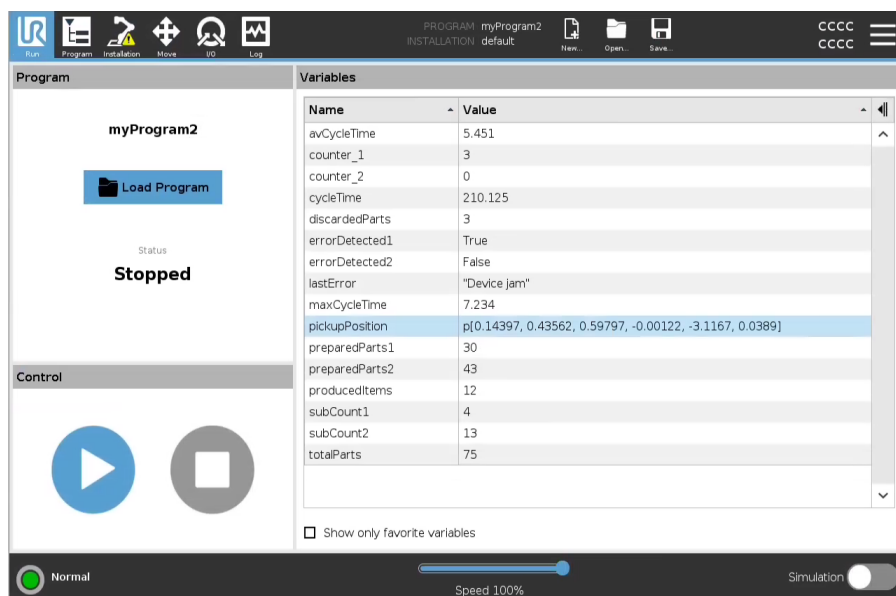 UR
Run
Program
Installation
Move
I/O
Log
PROGRAM myProgram2
INSTALLATION default
New...
Open...
Save...
CCCC
CCCC
Program
myProgram2
Load Program
Status
Stopped
Control
Variables
Name Value
avCycleTime 5.451
counter_1 3
counter_2 0
cycleTime 210.125
discardedParts 3
errorDetected1 True
errorDetected2 False
lastError "Device jam"
maxCycleTime 7.234
pickupPosition p[0.14397, 0.43562, 0.59797, -0.00122, -3.1167, 0.0389]
preparedParts1 30
preparedParts2 43
producedItems 12
subCount1 4
subCount2 13
totalParts 75
Show only favorite variables
Normal
Speed 100%
Simulation